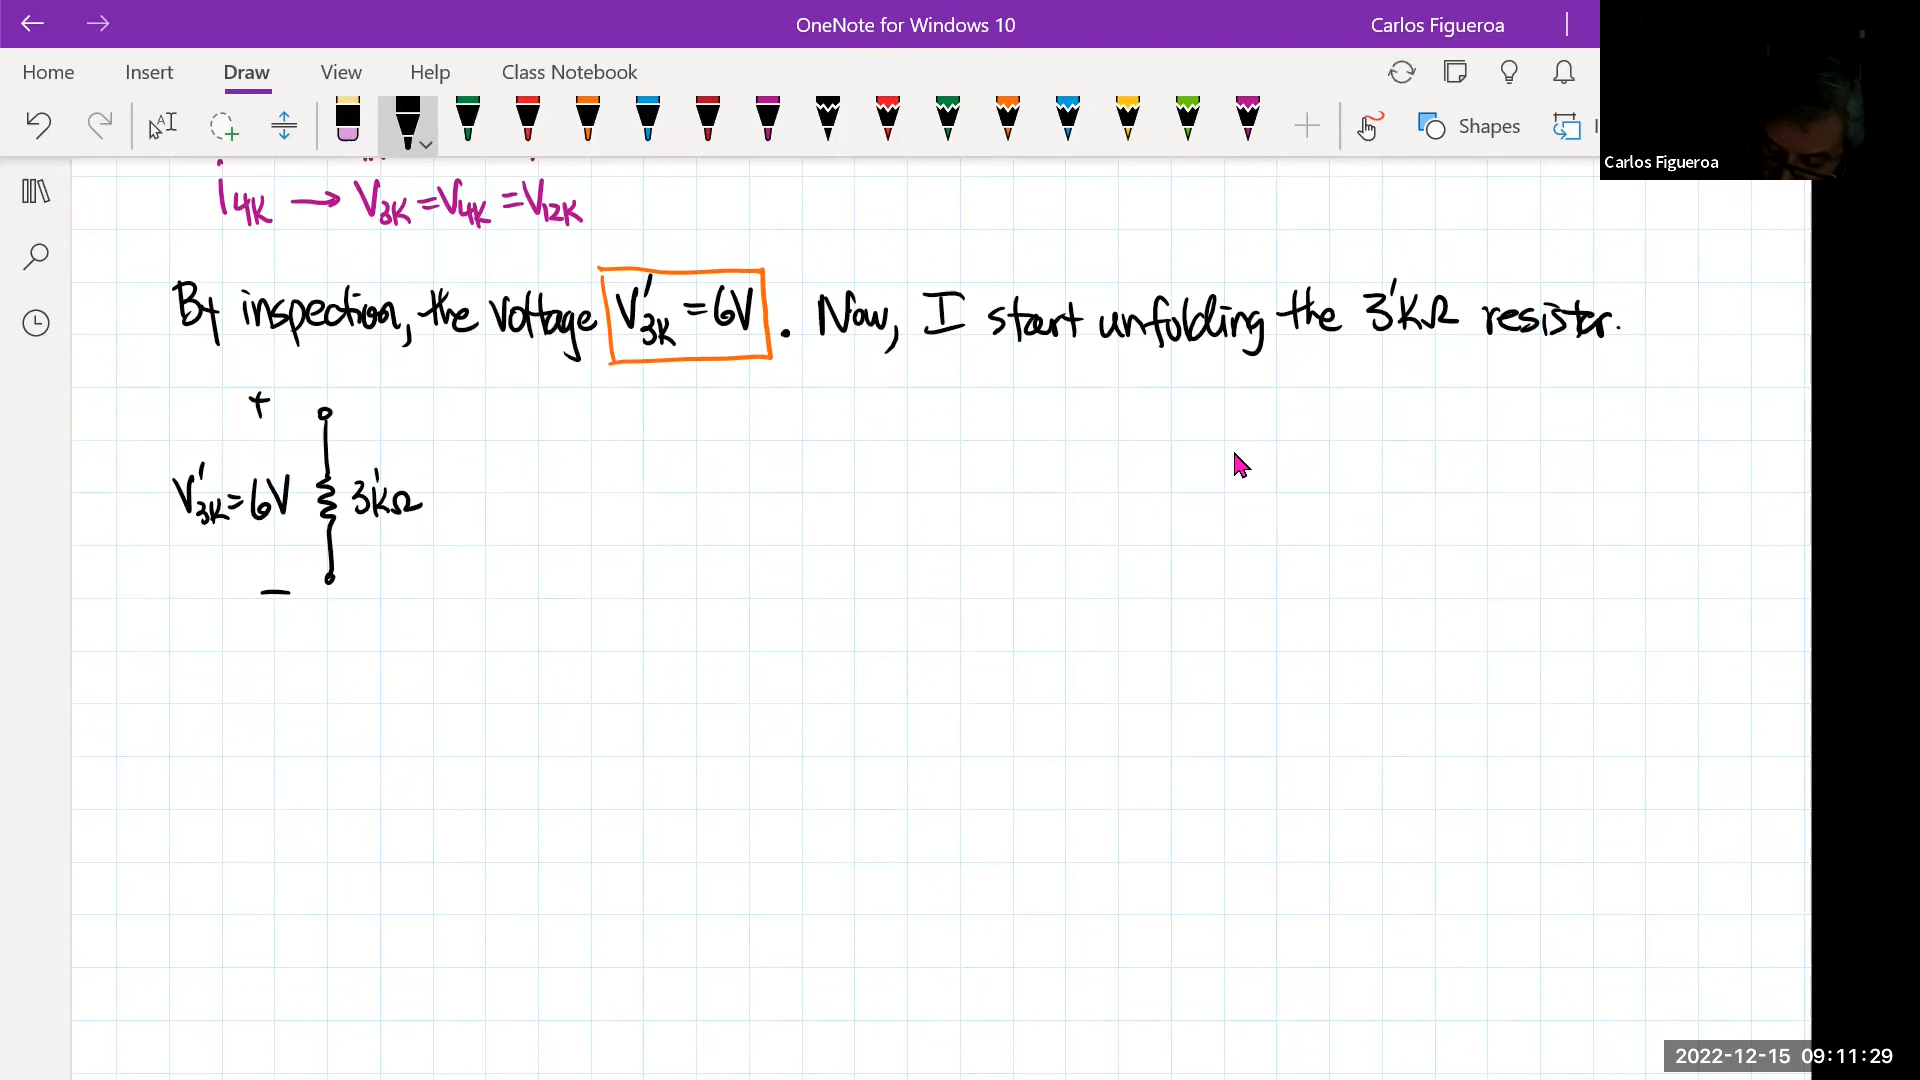 OneNote for Windows 10
Carlos Figueroa
Home Insert Draw View Help Class Notebook
Shapes
Carlos Figueroa
i4K → V3K = V4K = V12K
By inspection, the voltage V'3K = 6V . Now, I start unfolding the 3'KΩ resistor.
+
V'3K = 6V 3'KΩ
−
2022-12-15 09:11:29